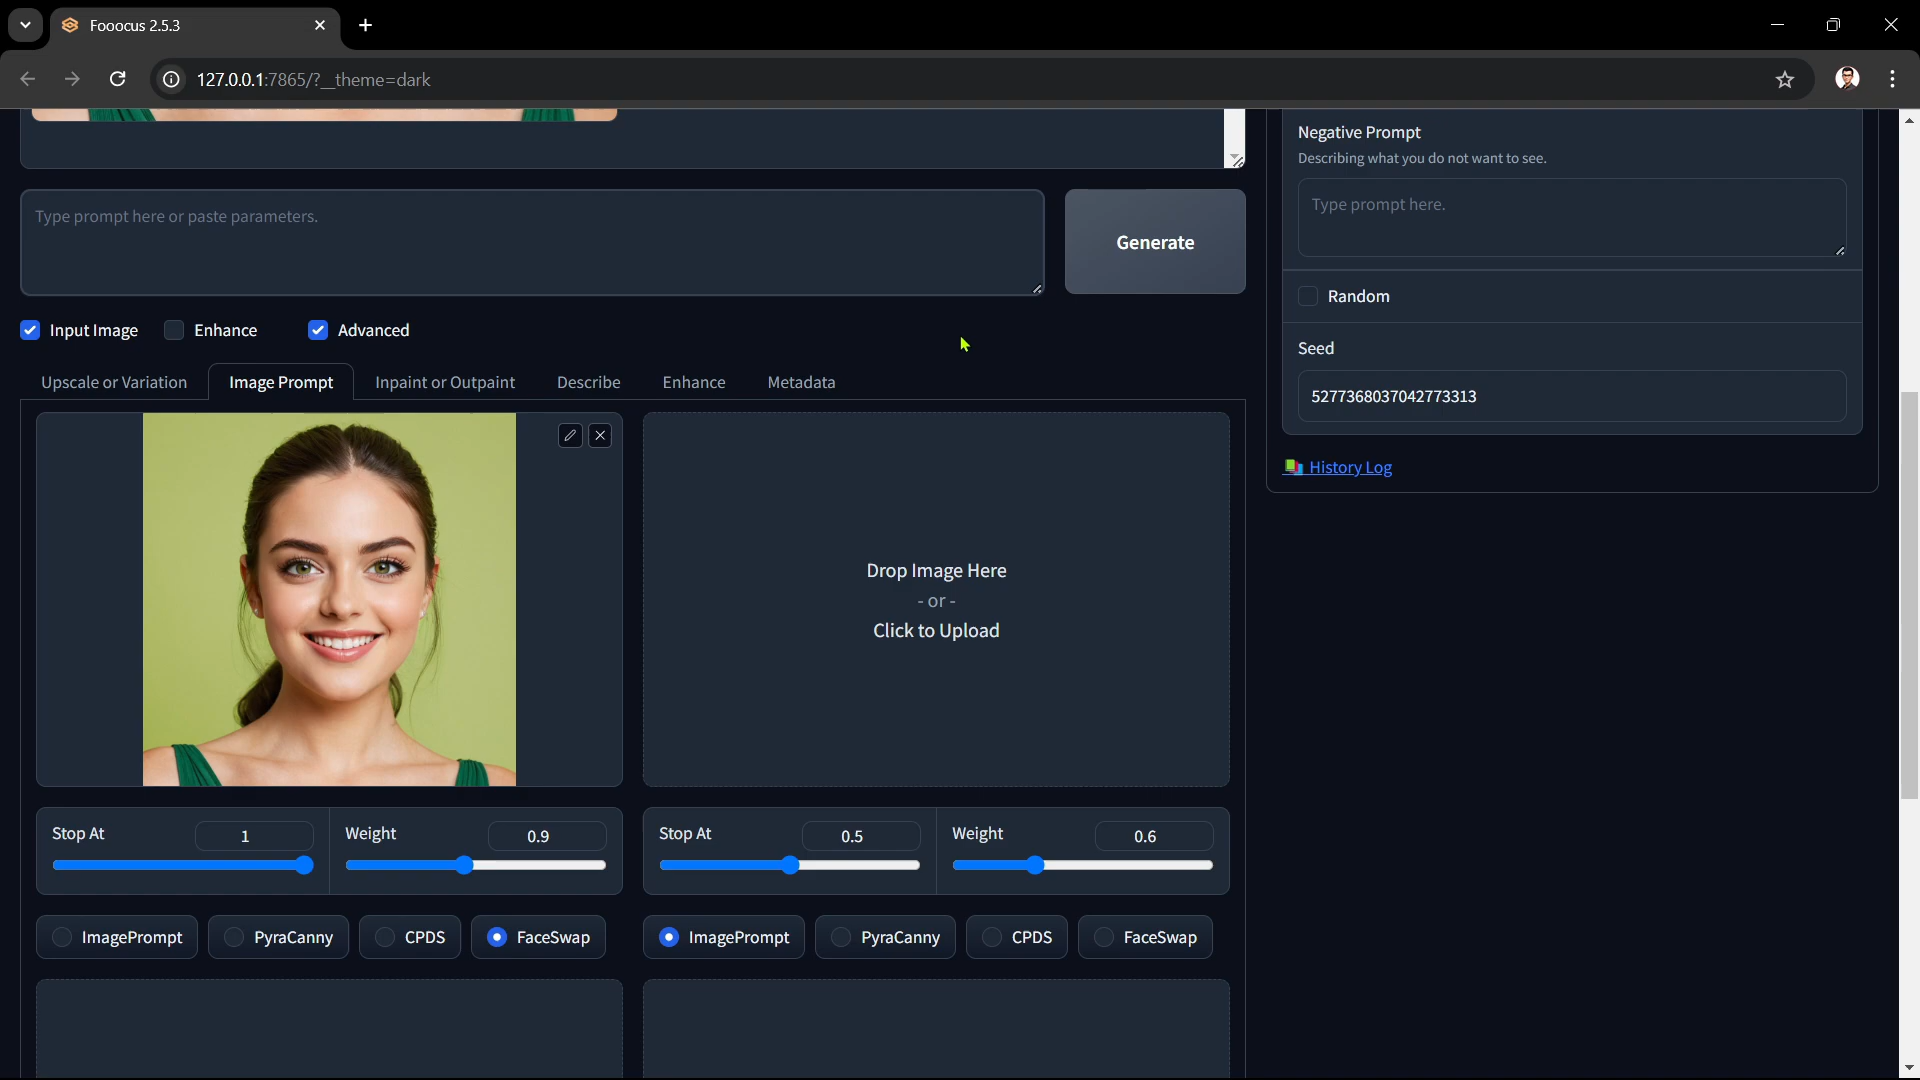 Fooocus 2.5.3
127.0.0.1:7865/?__theme=dark
Type prompt here or paste parameters.
Generate
Input Image
Enhance
Advanced
Upscale or Variation
Image Prompt
Inpaint or Outpaint
Describe
Enhance
Metadata
Drop Image Here
- or -
Click to Upload
Stop At
1
Weight
0.9
Stop At
0.5
Weight
0.6
ImagePrompt
PyraCanny
CPDS
FaceSwap
ImagePrompt
PyraCanny
CPDS
FaceSwap
Negative Prompt
Describing what you do not want to see.
Type prompt here.
Random
Seed
5277368037042773313
History Log